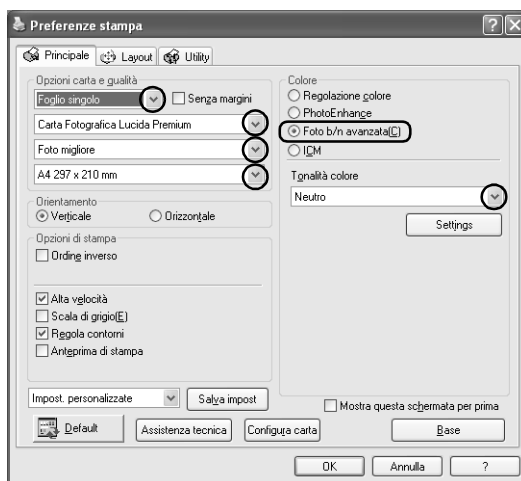 Preferenze stampa
Principale Layout Utility
Opzioni carta e qualità
Foglio singolo Senza margini
Carta Fotografica Lucida Premium
Foto migliore
A4 297 x 210 mm
Orientamento
Verticale Orizzontale
Opzioni di stampa
Ordine inverso
Alta velocità
Scala di grigio(E)
Regola contorni
Anteprima di stampa
Colore
Regolazione colore
PhotoEnhance
Foto b/n avanzata(C)
ICM
Tonalità colore
Neutro
Settings
Impost. personalizzate Salva impost
Mostra questa schermata per prima
Default Assistenza tecnica Configura carta Base
OK Annulla ?